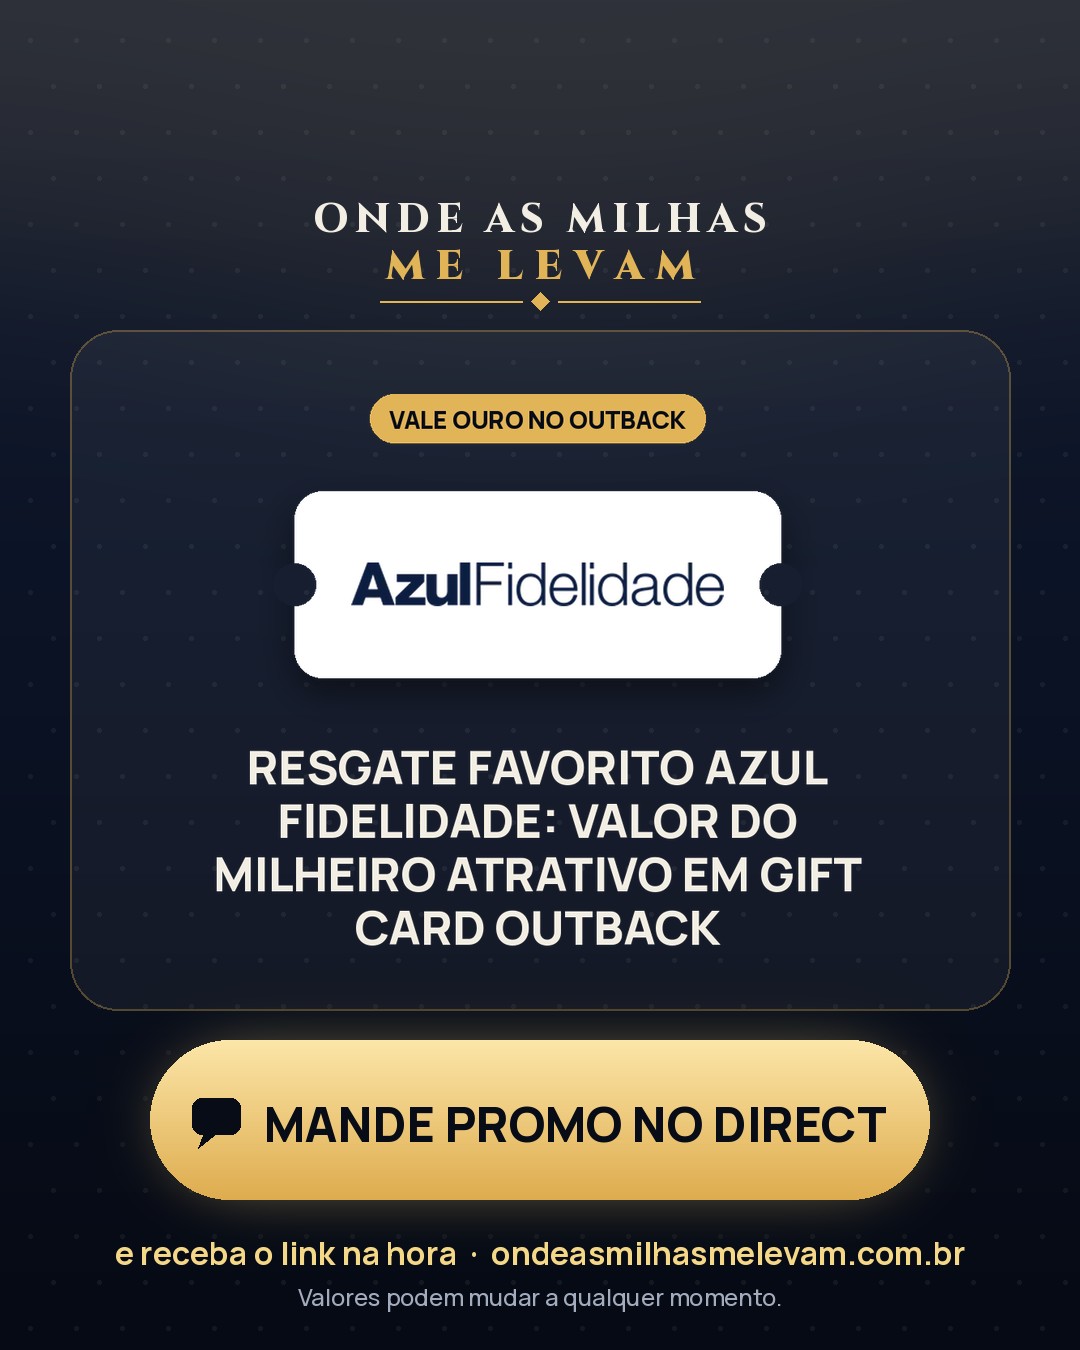 ONDE AS MILHAS
ME LEVAM
VALE OURO NO OUTBACK
AzulFidelidade
RESGATE FAVORITO AZUL
FIDELIDADE: VALOR DO
MILHEIRO ATRATIVO EM GIFT
CARD OUTBACK
MANDE PROMO NO DIRECT
e receba o link na hora · ondeasmilhasmelevam.com.br
Valores podem mudar a qualquer momento.